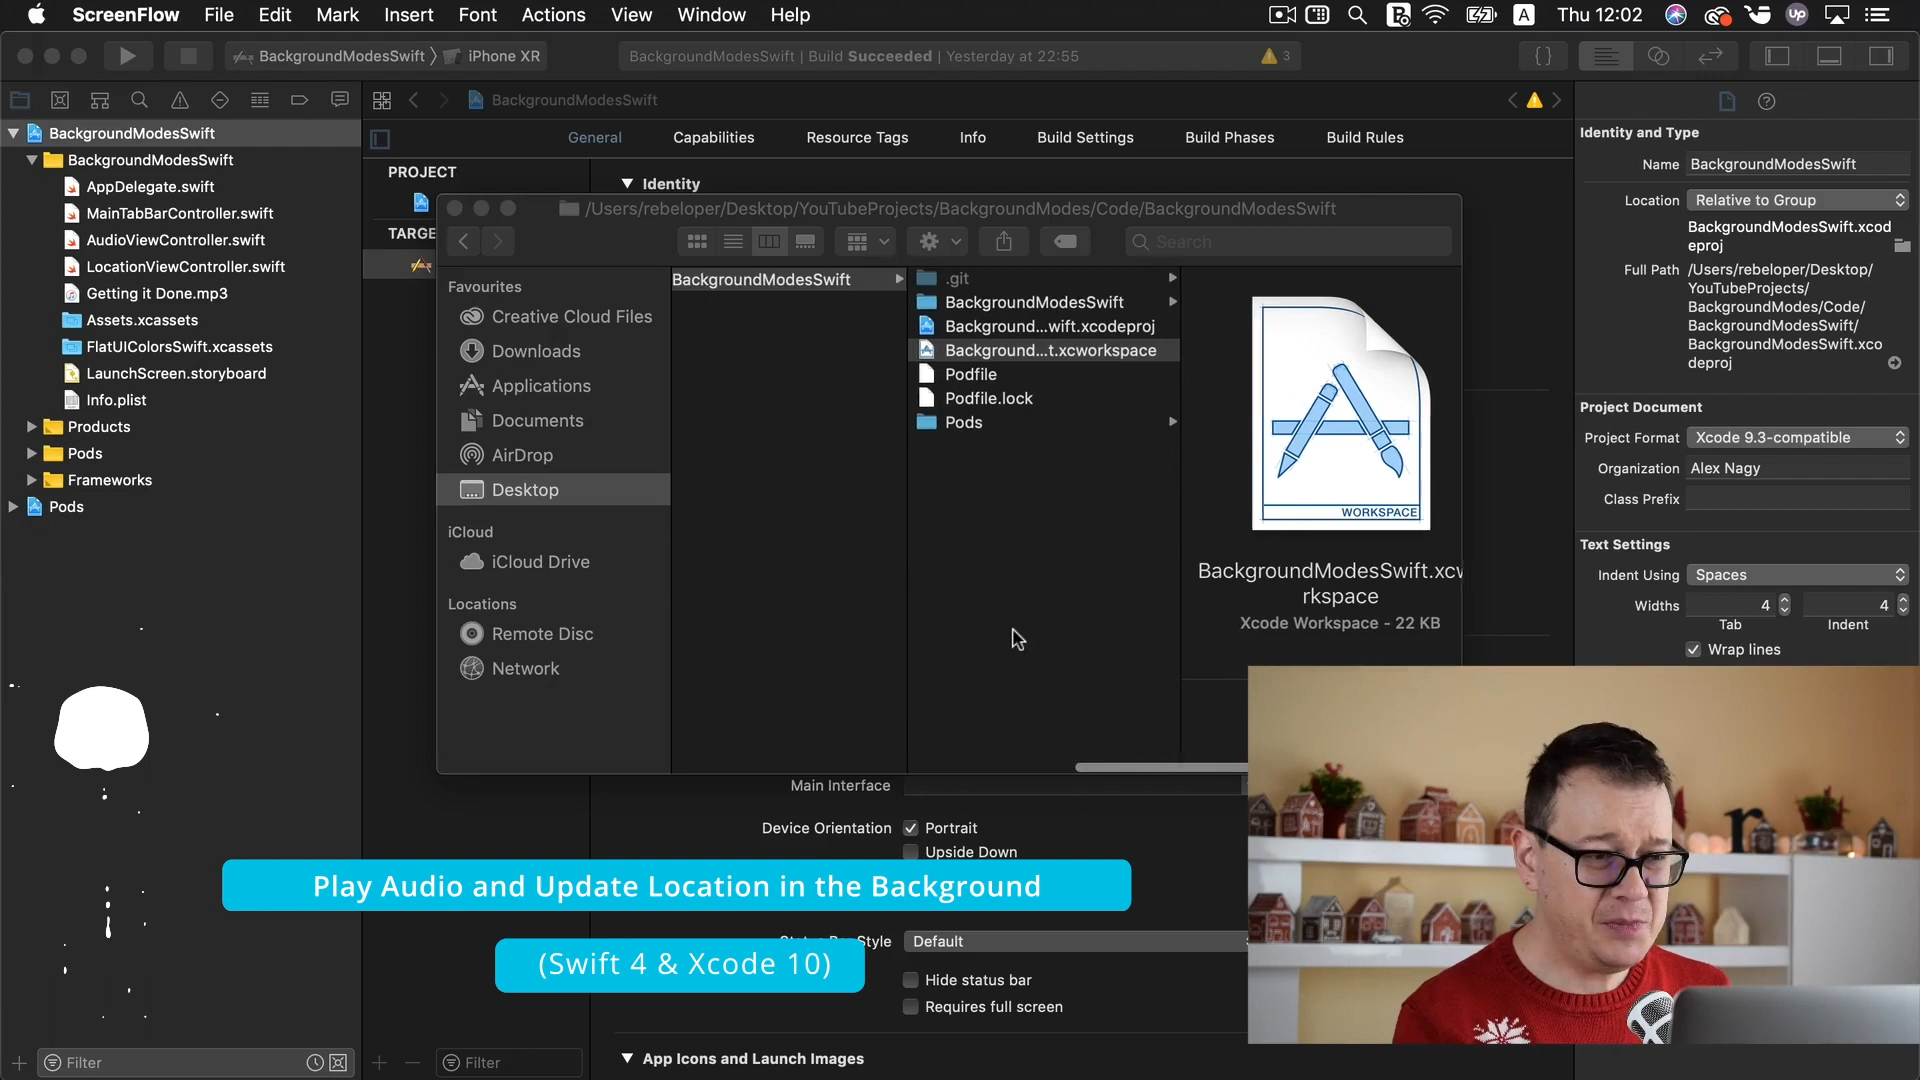 ScreenFlow File Edit Mark Insert Font Actions View Window Help
A Thu 12:02 Up
BackgroundModesSwift iPhone XR
BackgroundModesSwift | Build Succeeded | Yesterday at 22:55
3
BackgroundModesSwift
General Capabilities Resource Tags Info Build Settings Build Phases Build Rules
BackgroundModesSwift
BackgroundModesSwift
AppDelegate.swift
MainTabBarController.swift
AudioViewController.swift
LocationViewController.swift
Getting it Done.mp3
Assets.xcassets
FlatUIColorsSwift.xcassets
LaunchScreen.storyboard
Info.plist
Products
Pods
Frameworks
Pods
Filter
PROJECT
TARGE
Filter
Identity
/Users/rebeloper/Desktop/YouTubeProjects/BackgroundModes/Code/BackgroundModesSwift
Search
Favourites
Creative Cloud Files
Downloads
Applications
Documents
AirDrop
Desktop
iCloud
iCloud Drive
Locations
Remote Disc
Network
BackgroundModesSwift
.git
BackgroundModesSwift
Background...wift.xcodeproj
Background...t.xcworkspace
Podfile
Podfile.lock
Pods
WORKSPACE
BackgroundModesSwift.xcw
rkspace
Xcode Workspace - 22 KB
Main Interface
Device Orientation Portrait
Upside Down
Play Audio and Update Location in the Background
Style Default
(Swift 4 & Xcode 10)
Hide status bar
Requires full screen
App Icons and Launch Images
Identity and Type
Name BackgroundModesSwift
Location Relative to Group
BackgroundModesSwift.xcod
eproj
Full Path /Users/rebeloper/Desktop/
YouTubeProjects/
BackgroundModes/Code/
BackgroundModesSwift/
BackgroundModesSwift.xco
deproj
Project Document
Project Format Xcode 9.3-compatible
Organization Alex Nagy
Class Prefix
Text Settings
Indent Using Spaces
Widths 4 4
Tab Indent
Wrap lines